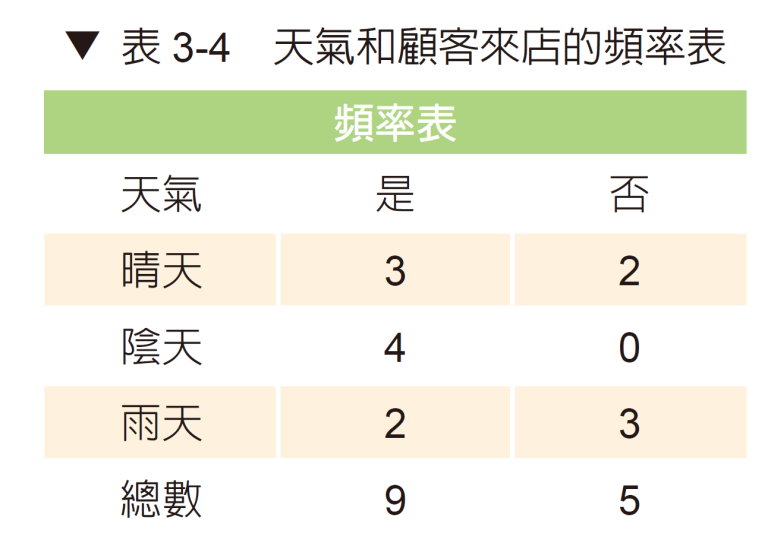 ▼ 表 3-4 天氣和顧客來店的頻率表
頻率表
天氣 是 否
晴天 3 2
陰天 4 0
雨天 2 3
總數 9 5